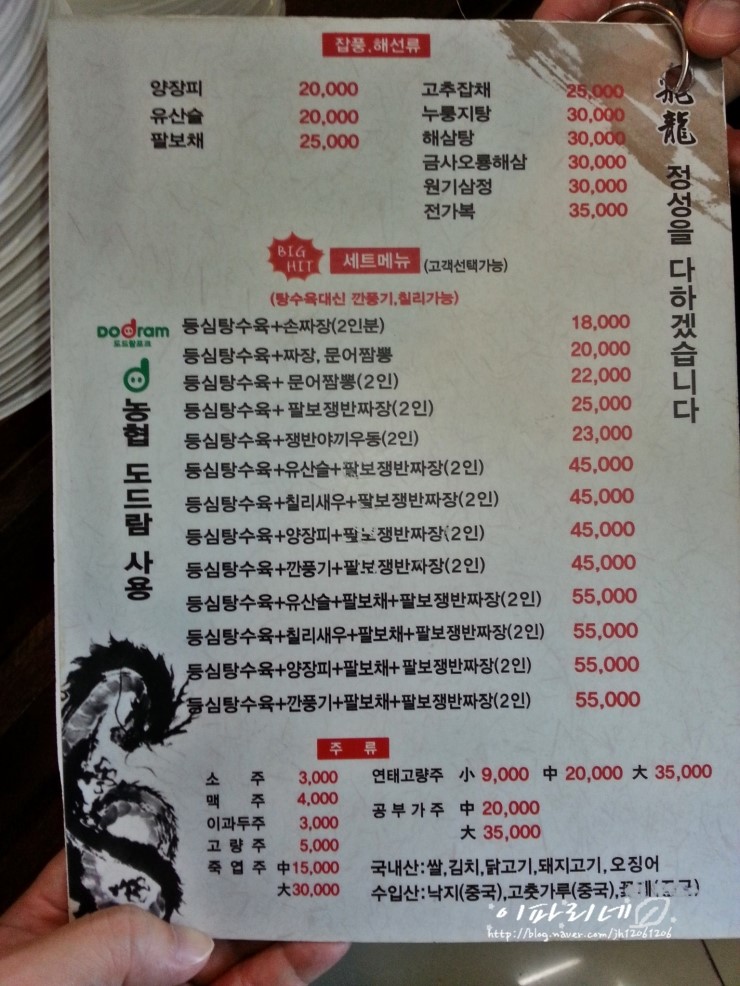 잡품,해선류
양장피 20,000
유산슬 20,000
팔보채 25,000
고추잡채 25,000
누룽지탕 30,000
해삼탕 30,000
금사오룡해삼 30,000
원기삼정 30,000
전가복 35,000
龍
정성을 다하겠습니다
BIG
HIT
세트메뉴 (고객선택가능)
(탕수육대신 깐풍기,칠리가능)
DoDram
도드람포크
농협 도드람 사용
등심탕수육+손짜장(2인분) 18,000
등심탕수육+짜장, 문어짬뽕 20,000
등심탕수육+ 문어짬뽕(2인) 22,000
등심탕수육+ 팔보쟁반짜장(2인) 25,000
등심탕수육+쟁반야끼우동(2인) 23,000
등심탕수육+유산슬+팔보쟁반짜장(2인) 45,000
등심탕수육+칠리새우+팔보쟁반짜장(2인) 45,000
등심탕수육+양장피+팔보쟁반짜장(2인) 45,000
등심탕수육+깐풍기+팔보쟁반짜장(2인) 45,000
등심탕수육+유산슬+팔보채+팔보쟁반짜장(2인) 55,000
등심탕수육+칠리새우+팔보채+팔보쟁반짜장(2인) 55,000
등심탕수육+양장피+팔보채+팔보쟁반짜장(2인) 55,000
등심탕수육+깐풍기+팔보채+팔보쟁반짜장(2인) 55,000
주 류
소 주 3,000
맥 주 4,000
이과두주 3,000
고 량 주 5,000
죽 엽 주 中15,000
大30,000
연태고량주 小 9,000 中 20,000 大 35,000
공 부 가 주 中 20,000
大 35,000
국내산:쌀,김치,닭고기,돼지고기,오징어
수입산:낙지(중국),고춧가루(중국),
이파리네
http://blog.naver.com/jh12061206